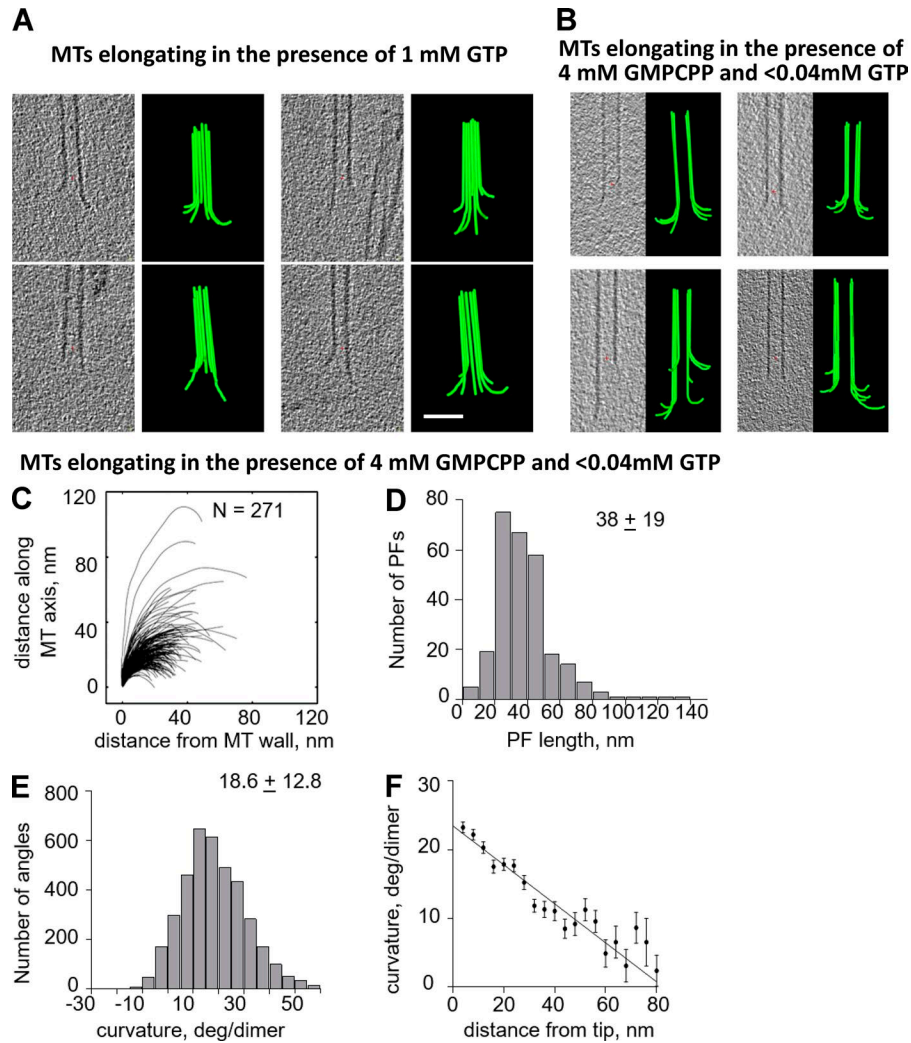 A
MTs elongating in the presence of 1 mM GTP
B
MTs elongating in the presence of
4 mM GMPCPP and <0.04mM GTP
MTs elongating in the presence of 4 mM GMPCPP and <0.04mM GTP
C
N = 271
120
80
40
0
distance along
MT axis, nm
0 40 80 120
distance from MT wall, nm
D
38 + 19
80
60
40
20
0
Number of PFs
0 20 40 60 80 100 120 140
PF length, nm
E
18.6 + 12.8
800
600
400
200
0
Number of angles
-30 -10 10 30 50
curvature, deg/dimer
F
30
20
10
0
curvature, deg/dimer
0 20 40 60 80
distance from tip, nm